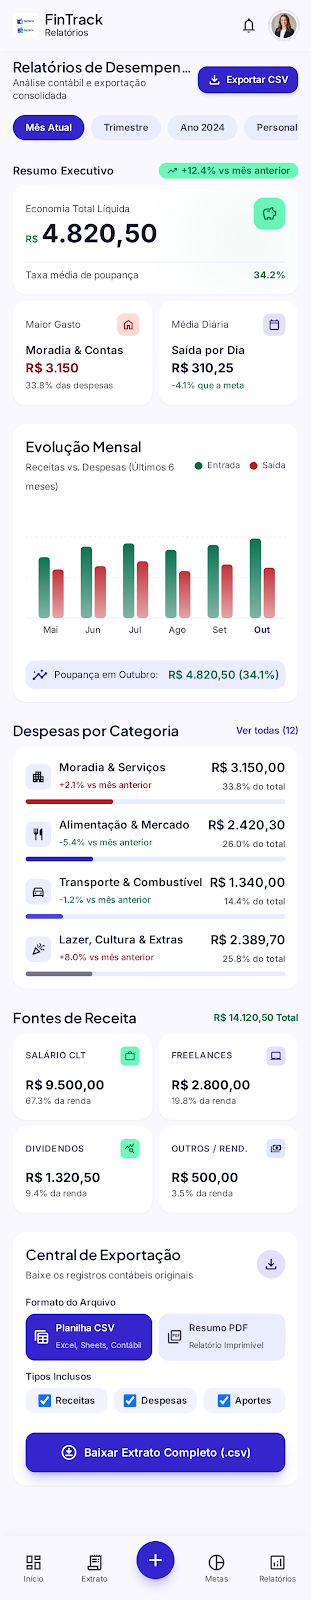 FinTrack
Relatórios
Relatórios de Desempen...
Análise contábil e exportação
consolidada
Exportar CSV
Mês Atual
Trimestre
Ano 2024
Personal
Resumo Executivo
+12.4% vs mês anterior
Economia Total Líquida
R$ 4.820,50
Taxa média de poupança
34.2%
Maior Gasto
Moradia & Contas
R$ 3.150
33.8% das despesas
Média Diária
Saída por Dia
R$ 310,25
-4.1% que a meta
Evolução Mensal
Receitas vs. Despesas (Últimos 6
meses)
Entrada
Saída
Mai
Jun
Jul
Ago
Set
Out
Poupança em Outubro:
R$ 4.820,50 (34.1%)
Despesas por Categoria
Ver todas (12)
Moradia & Serviços
R$ 3.150,00
+2.1% vs mês anterior
33.8% do total
Alimentação & Mercado
R$ 2.420,30
-5.4% vs mês anterior
26.0% do total
Transporte & Combustível
R$ 1.340,00
-1.2% vs mês anterior
14.4% do total
Lazer, Cultura & Extras
R$ 2.389,70
+8.0% vs mês anterior
25.8% do total
Fontes de Receita
R$ 14.120,50 Total
SALÁRIO CLT
R$ 9.500,00
67.3% da renda
FREELANCES
R$ 2.800,00
19.8% da renda
DIVIDENDOS
R$ 1.320,50
9.4% da renda
OUTROS / REND.
R$ 500,00
3.5% da renda
Central de Exportação
Baixe os registros contábeis originais
Formato do Arquivo
Planilha CSV
Excel, Sheets, Contábil
PDF
Resumo PDF
Relatório Imprimível
Tipos Inclusos
Receitas
Despesas
Aportes
Baixar Extrato Completo (.csv)
Início
Extrato
Metas
Relatórios